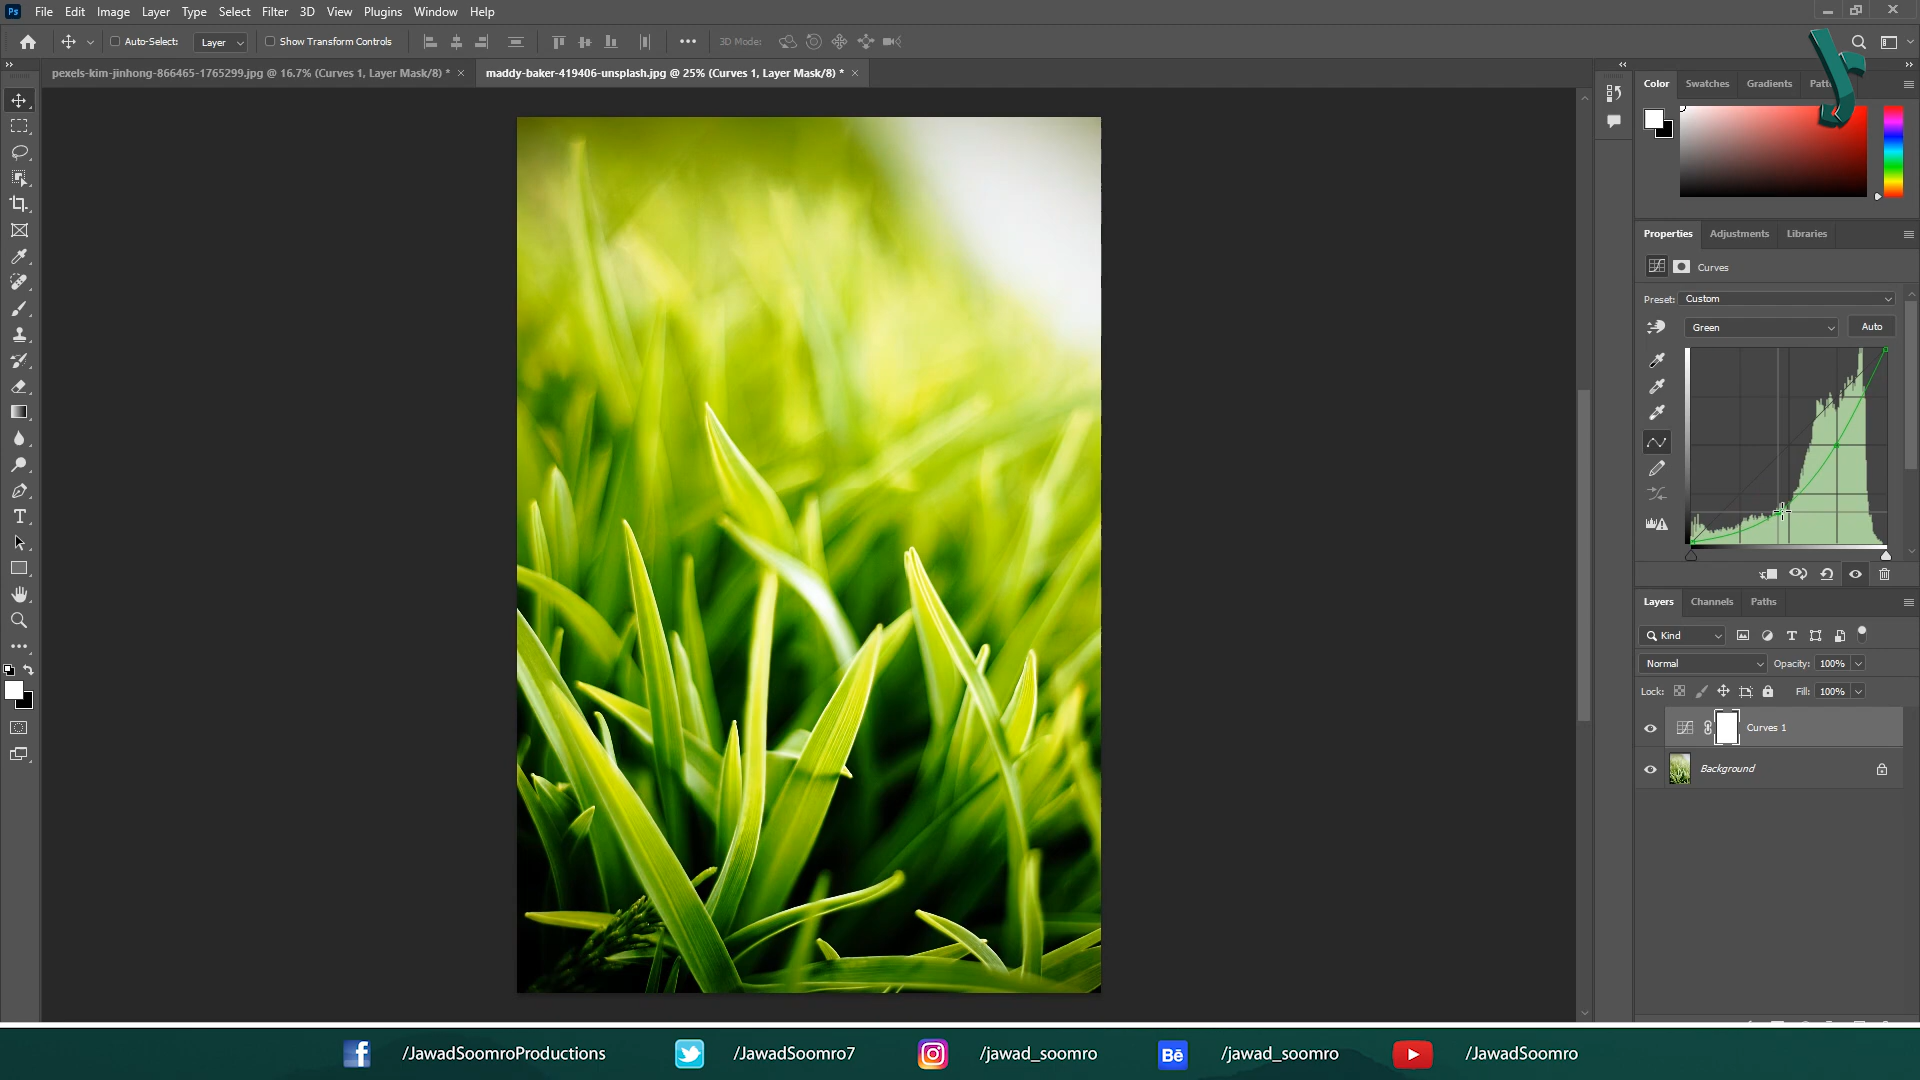 Ps File Edit Image Layer Type Select Filter 3D View Plugins Window Help
Auto-Select: Layer Show Transform Controls 3D Mode:
pexels-kim-jinhong-866465-1765299.jpg @ 16.7% (Curves 1, Layer Mask/8) *
maddy-baker-419406-unsplash.jpg @ 25% (Curves 1, Layer Mask/8) *
Color Swatches Gradients
Properties Adjustments Libraries
Curves
Preset: Custom
Green Auto
Layers Channels Paths
Kind
Normal Opacity: 100%
Lock: Fill: 100%
Curves 1
Background
/JawadSoomroProductions /JawadSoomro7 /jawad_soomro Bē /jawad_soomro /JawadSoomro